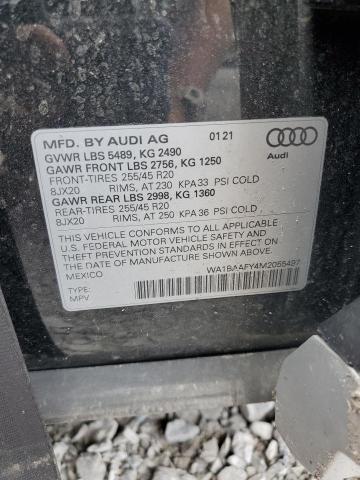 MFD. BY AUDI AG 01 21
GVWR LBS 5489, KG 2490
GAWR FRONT LBS 2756, KG 1250
FRONT-TIRES 255/45 R20
8JX20 RIMS, AT 230 KPA 33 PSI COLD
GAWR REAR LBS 2998, KG 1360
REAR-TIRES 255/45 R20
8JX20 RIMS, AT 250 KPA 36 PSI COLD
Audi
THIS VEHICLE CONFORMS TO ALL APPLICABLE
U.S. FEDERAL MOTOR VEHICLE SAFETY AND
THEFT PREVENTION STANDARDS IN EFFECT ON THE
DATE OF MANUFACTURE SHOWN ABOVE.
MEXICO
WA1BAAFY4M2055497
TYPE:
MPV